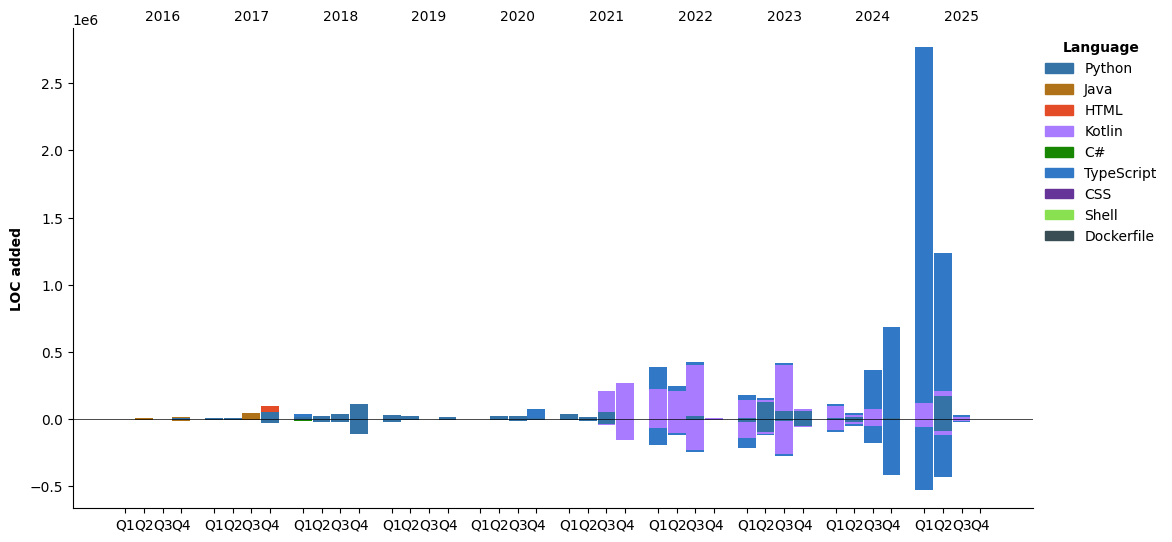 2016 2017 2018 2019 2020 2021 2022 2023 2024 2025
1e6
Language
Python
Java
HTML
Kotlin
C#
TypeScript
CSS
Shell
Dockerfile
LOC added
2.5
2.0
1.5
1.0
0.5
0.0
−0.5
Q1Q2Q3Q4 Q1Q2Q3Q4 Q1Q2Q3Q4 Q1Q2Q3Q4 Q1Q2Q3Q4 Q1Q2Q3Q4 Q1Q2Q3Q4 Q1Q2Q3Q4 Q1Q2Q3Q4 Q1Q2Q3Q4